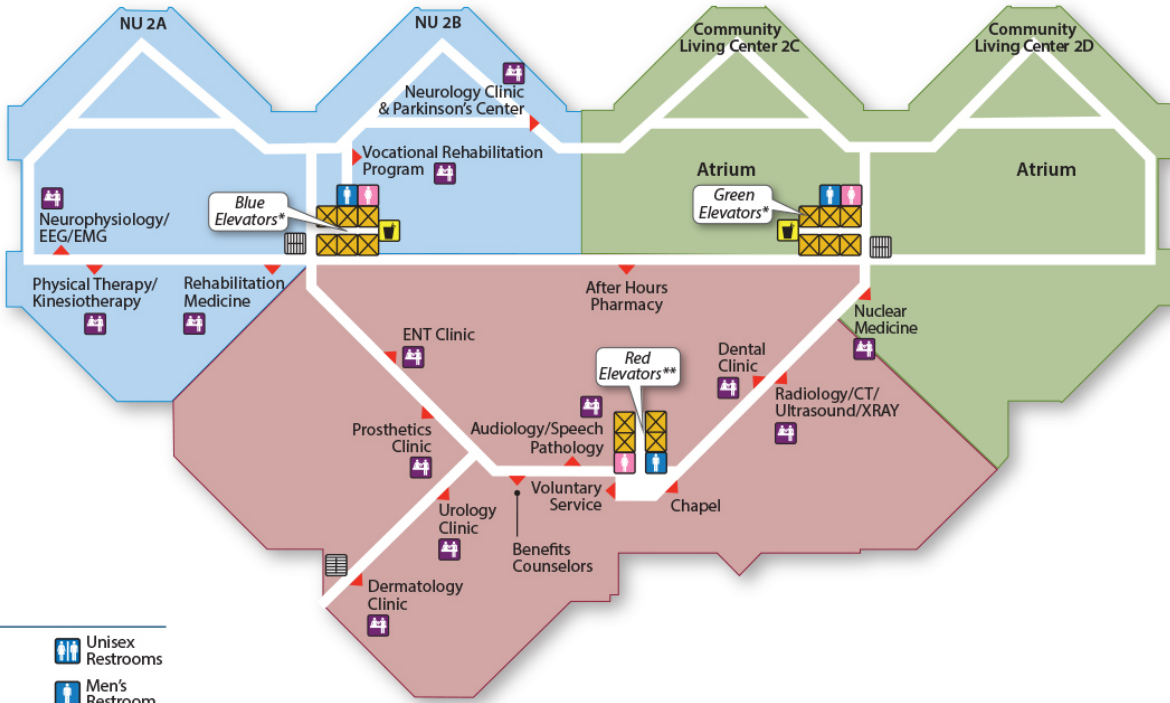 NU 2A
NU 2B
Community
Living Center 2C
Community
Living Center 2D
Neurology Clinic
& Parkinson's Center
Vocational Rehabilitation
Program
Atrium
Atrium
Blue
Elevators*
Green
Elevators*
Neurophysiology/
EEG/EMG
Physical Therapy/
Kinesiotherapy
Rehabilitation
Medicine
After Hours
Pharmacy
Nuclear
Medicine
ENT Clinic
Red
Elevators**
Dental
Clinic
Radiology/CT/
Ultrasound/XRAY
Prosthetics
Clinic
Audiology/Speech
Pathology
Voluntary
Service
Chapel
Urology
Clinic
Benefits
Counselors
Dermatology
Clinic
Unisex
Restrooms
Men's
Restroom